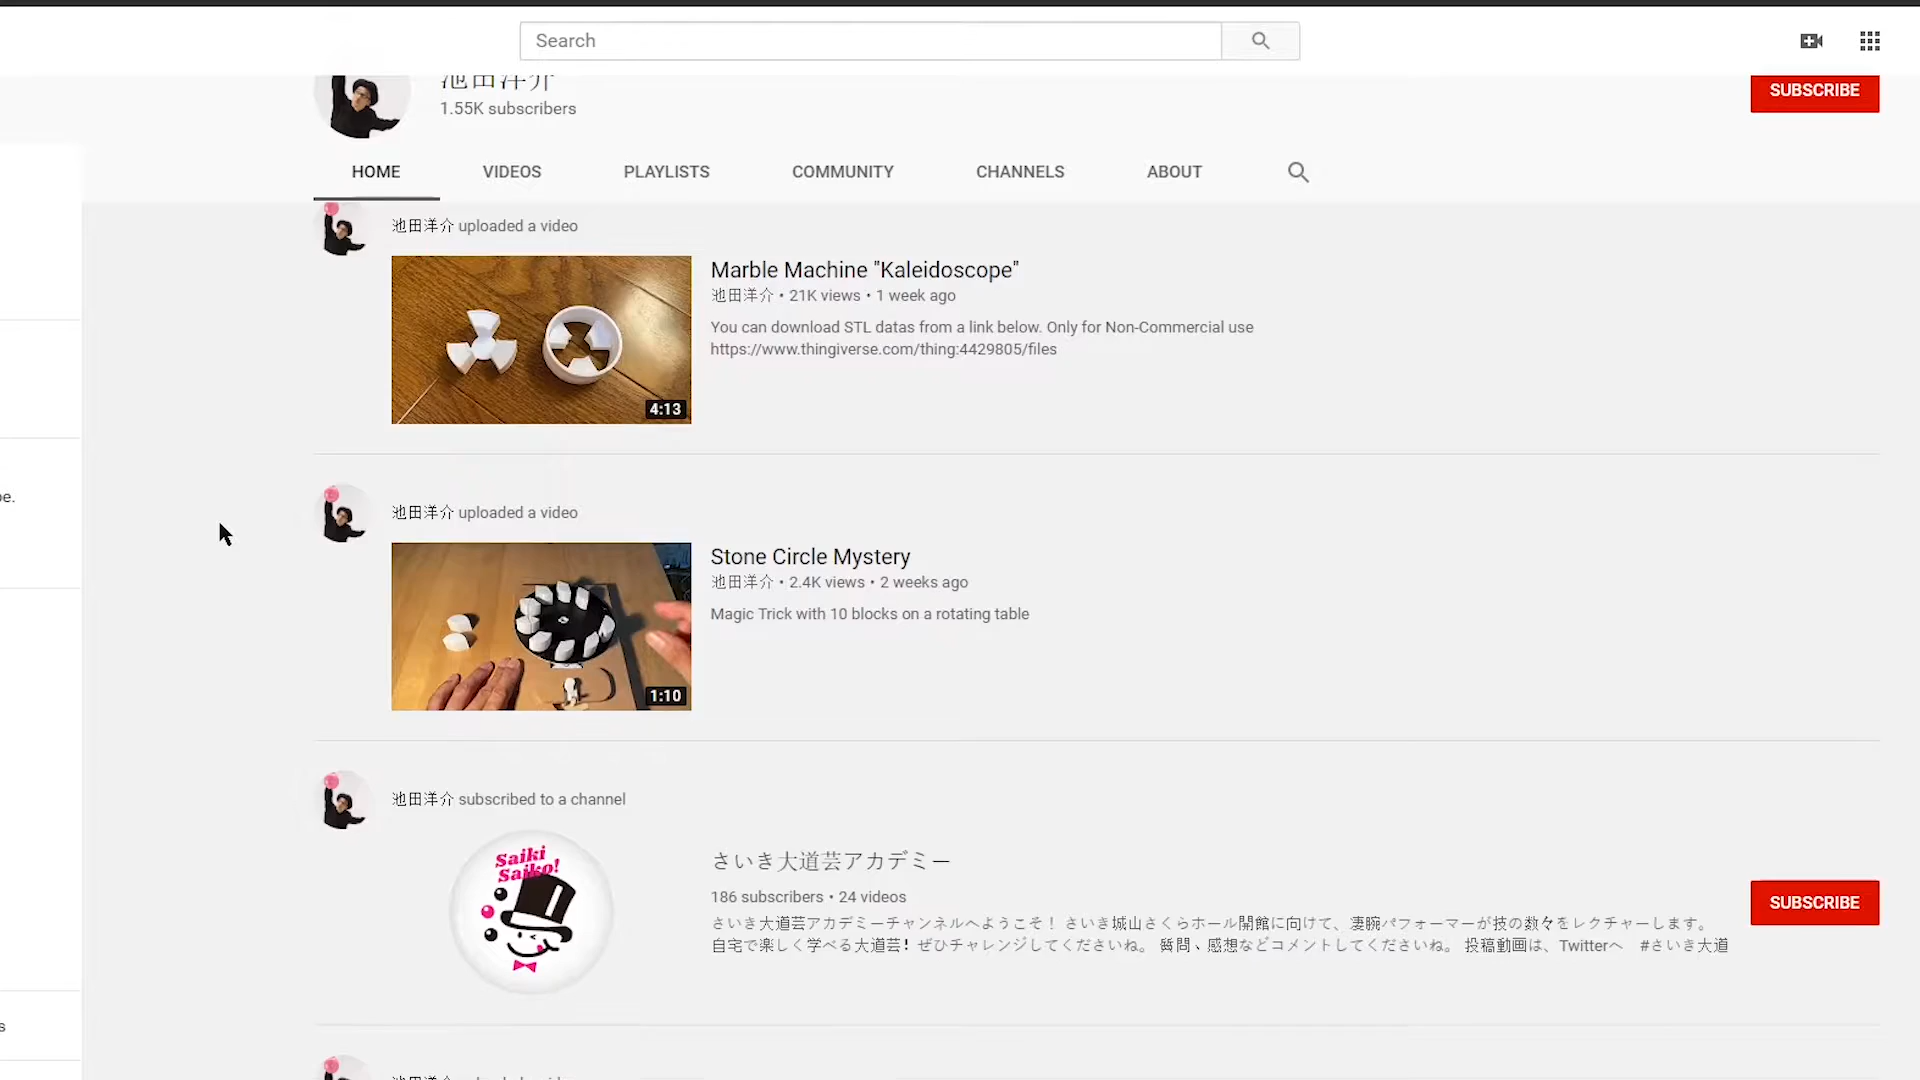 Search
池田洋介
1.55K subscribers
SUBSCRIBE
HOME
VIDEOS
PLAYLISTS
COMMUNITY
CHANNELS
ABOUT
池田洋介 uploaded a video
Marble Machine "Kaleidoscope"
池田洋介 • 21K views • 1 week ago
You can download STL datas from a link below. Only for Non-Commercial use
https://www.thingiverse.com/thing:4429805/files
4:13
池田洋介 uploaded a video
Stone Circle Mystery
池田洋介 • 2.4K views • 2 weeks ago
Magic Trick with 10 blocks on a rotating table
1:10
池田洋介 subscribed to a channel
Saiki
Saiko!
さいき大道芸アカデミー
186 subscribers • 24 videos
さいき大道芸アカデミーチャンネルへようこそ！ さいき城山さくらホール開館に向けて、凄腕パフォーマーが技の数々をレクチャーします。
自宅で楽しく学べる大道芸！ぜひチャレンジしてくださいね。 質問、感想などコメントしてくださいね。 投稿動画は、Twitterへ #さいき大道
SUBSCRIBE